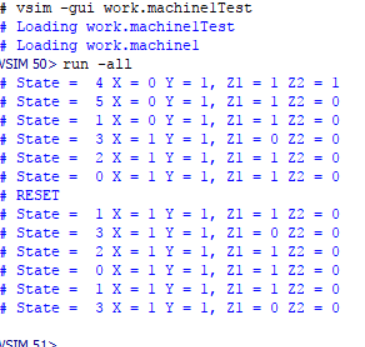 # vsim -gui work.machine1Test
# Loading work.machine1Test
# Loading work.machine1
VSIM 50> run -all
# State = 4 X = 0 Y = 1, Z1 = 1 Z2 = 1
# State = 5 X = 0 Y = 1, Z1 = 1 Z2 = 0
# State = 1 X = 0 Y = 1, Z1 = 1 Z2 = 0
# State = 3 X = 1 Y = 1, Z1 = 0 Z2 = 0
# State = 2 X = 1 Y = 1, Z1 = 1 Z2 = 0
# State = 0 X = 1 Y = 1, Z1 = 1 Z2 = 0
# RESET
# State = 1 X = 1 Y = 1, Z1 = 1 Z2 = 0
# State = 3 X = 1 Y = 1, Z1 = 0 Z2 = 0
# State = 2 X = 1 Y = 1, Z1 = 1 Z2 = 0
# State = 0 X = 1 Y = 1, Z1 = 1 Z2 = 0
# State = 1 X = 1 Y = 1, Z1 = 1 Z2 = 0
# State = 3 X = 1 Y = 1, Z1 = 0 Z2 = 0
VSIM 51>